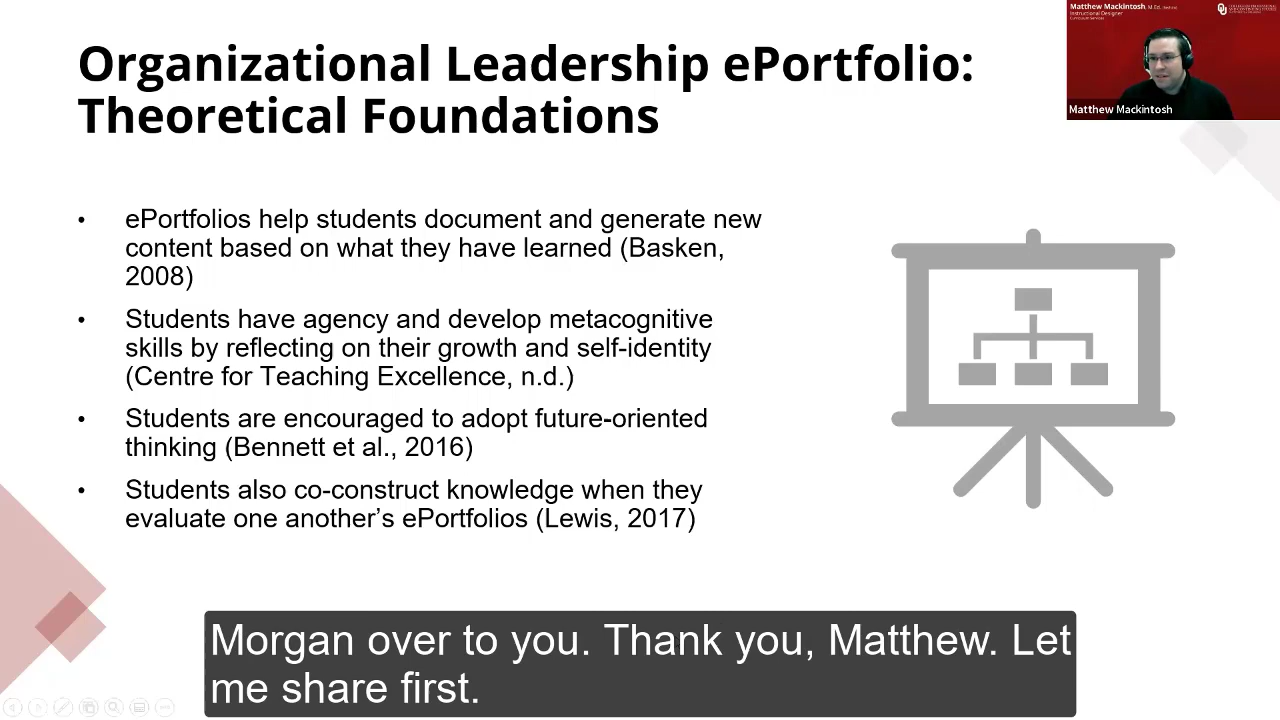 Organizational Leadership ePortfolio:
Theoretical Foundations
Matthew Mackintosh, M.Ed.
Instructional Designer
Curriculum Services
Matthew Mackintosh
• ePortfolios help students document and generate new
content based on what they have learned (Basken,
2008)
• Students have agency and develop metacognitive
skills by reflecting on their growth and self-identity
(Centre for Teaching Excellence, n.d.)
• Students are encouraged to adopt future-oriented
thinking (Bennett et al., 2016)
• Students also co-construct knowledge when they
evaluate one another’s ePortfolios (Lewis, 2017)
Morgan over to you. Thank you, Matthew. Let
me share first.